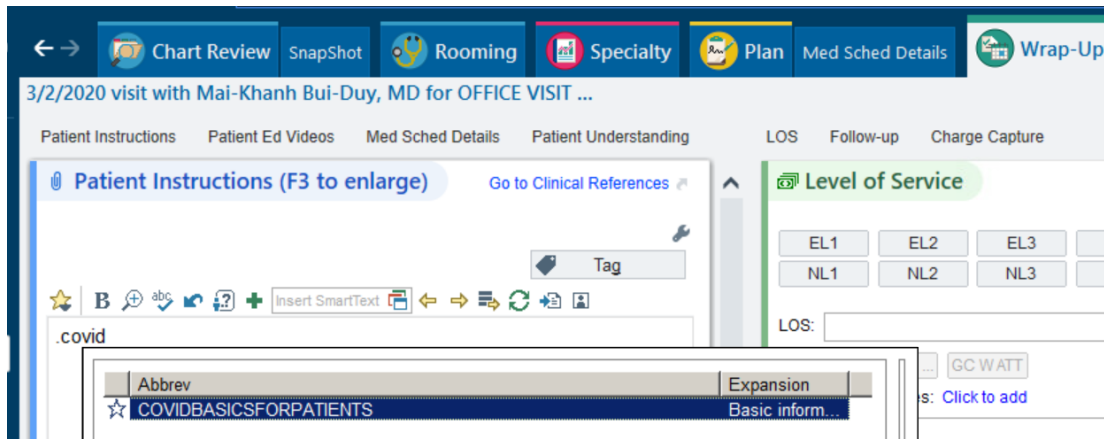 Chart Review SnapShot Rooming Specialty Plan Med Sched Details Wrap-Up
3/2/2020 visit with Mai-Khanh Bui-Duy, MD for OFFICE VISIT ...
Patient Instructions Patient Ed Videos Med Sched Details Patient Understanding LOS Follow-up Charge Capture
Patient Instructions (F3 to enlarge) Go to Clinical References
Level of Service
EL1 EL2 EL3
NL1 NL2 NL3
Tag
B abc Insert SmartText
LOS:
.covid
... GC WATT
Abbrev Expansion
COVIDBASICSFORPATIENTS Basic inform...
s: Click to add